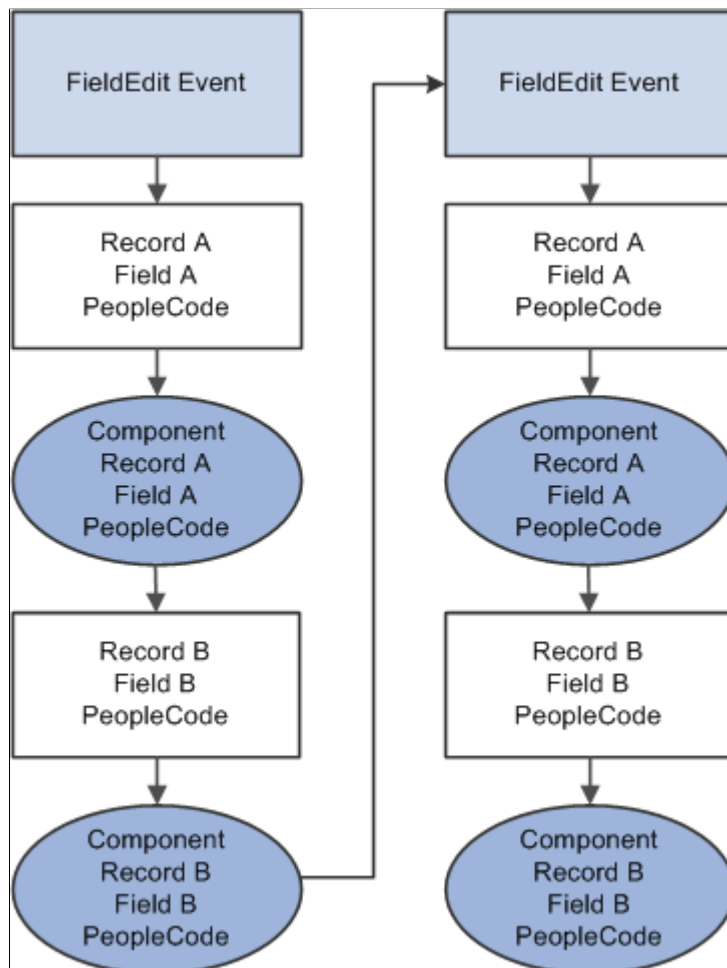 FieldEdit Event
Record A
Field A
PeopleCode
Component
Record A
Field A
PeopleCode
Record B
Field B
PeopleCode
Component
Record B
Field B
PeopleCode
FieldEdit Event
Record A
Field A
PeopleCode
Component
Record A
Field A
PeopleCode
Record B
Field B
PeopleCode
Component
Record B
Field B
PeopleCode